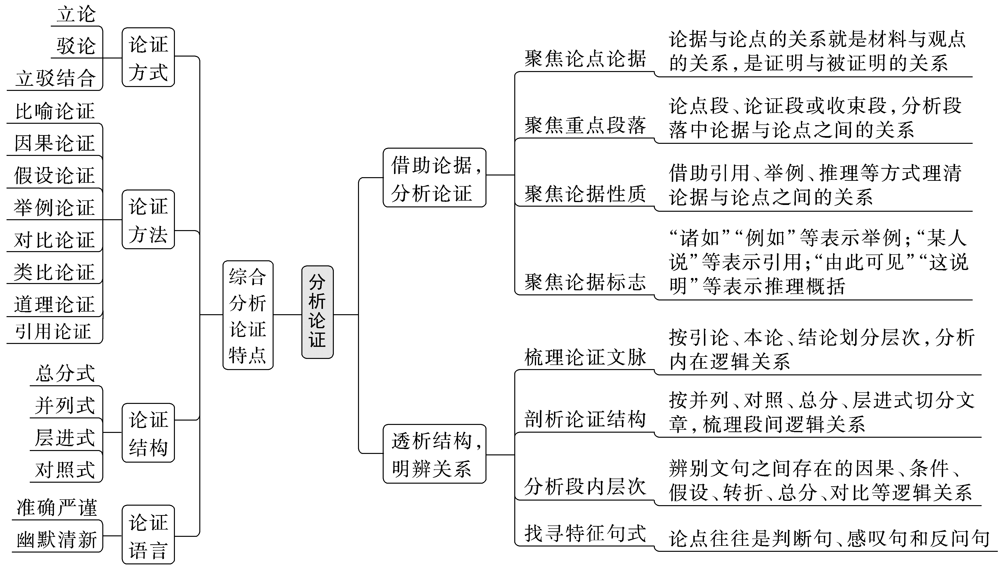 立论
驳论
立驳结合
论证
方式
比喻论证
因果论证
假设论证
举例论证
对比论证
类比论证
道理论证
引用论证
论证
方法
总分式
并列式
层进式
对照式
论证
结构
准确严谨
幽默清新
论证
语言
综合
分析
论证
特点
分析论证
借助论据，
分析论证
聚焦论点论据
论据与论点的关系就是材料与观点
的关系，是证明与被证明的关系
聚焦重点段落
论点段、论证段或收束段，分析段
落中论据与论点之间的关系
聚焦论据性质
借助引用、举例、推理等方式理清
论据与论点之间的关系
聚焦论据标志
“诸如”“例如”等表示举例；“某人
说”等表示引用；“由此可见”“这说
明”等表示推理概括
透析结构，
明辨关系
梳理论证文脉
按引论、本论、结论划分层次，分析
内在逻辑关系
剖析论证结构
按并列、对照、总分、层进式切分文
章，梳理段间逻辑关系
分析段内层次
辨别文句之间存在的因果、条件、
假设、转折、总分、对比等逻辑关系
找寻特征句式
论点往往是判断句、感叹句和反问句